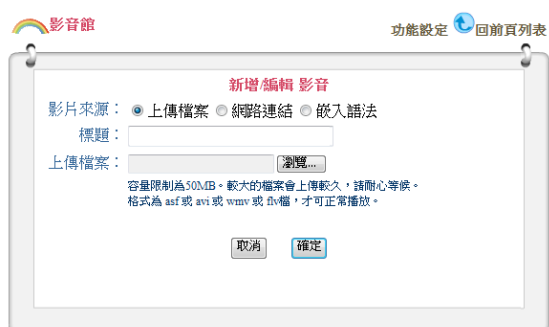 影音館
功能設定 回前頁列表
新增/編輯 影音
影片來源： 上傳檔案 網路連結 嵌入語法
標題：
上傳檔案： 瀏覽...
容量限制為50MB。較大的檔案會上傳較久，請耐心等候。
格式為 asf 或 avi 或 wmv 或 flv檔，才可正常播放。
取消 確定